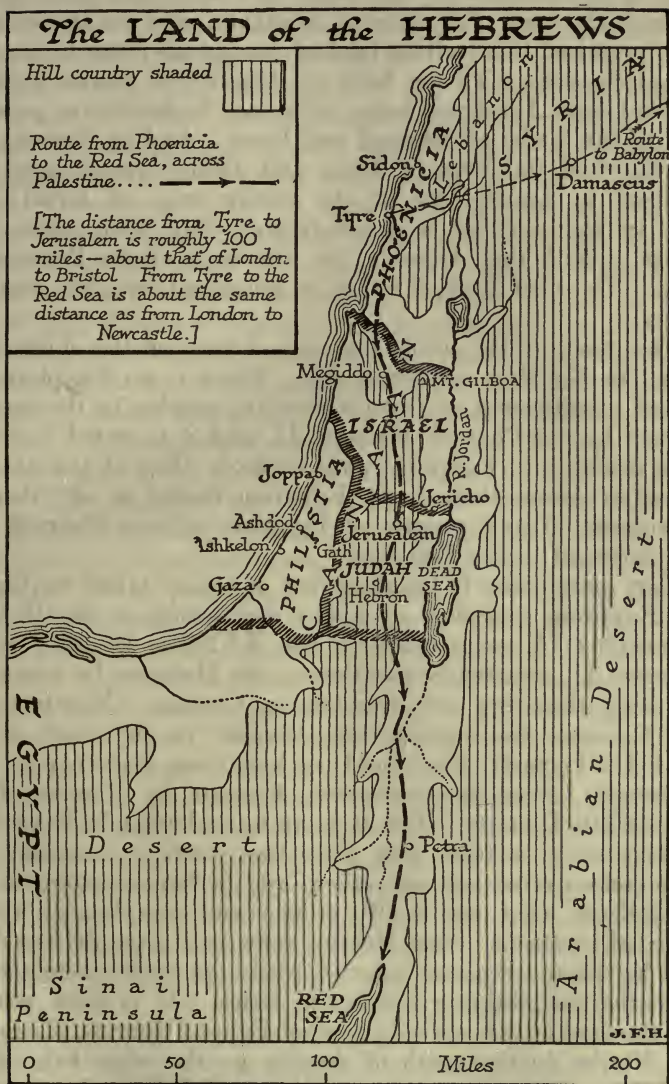 The LAND of the HEBREWS
Hill country shaded
Route from Phoenicia
to the Red Sea, across
Palestine....
[The distance from Tyre to
Jerusalem is roughly 100
miles — about that of London
to Bristol From Tyre to the
Red Sea is about the same
distance as from London to
Newcastle.]
SYRIA
Lebanon
Route
to Babylon
Sidon
Damascus
PHOENICIA
Tyre
Megiddo
MT. GILBOA
CANAAN
ISRAEL
R. Jordan
Joppa
PHILISTIA
Jericho
Ashdod
Jerusalem
Ashkelon
Gath
JUDAH
DEAD
SEA
Gaza
Hebron
EGYPT
Arabian Desert
Desert
Petra
Sinai
Peninsula
RED
SEA
J.F.H.
0 50 100 Miles 200